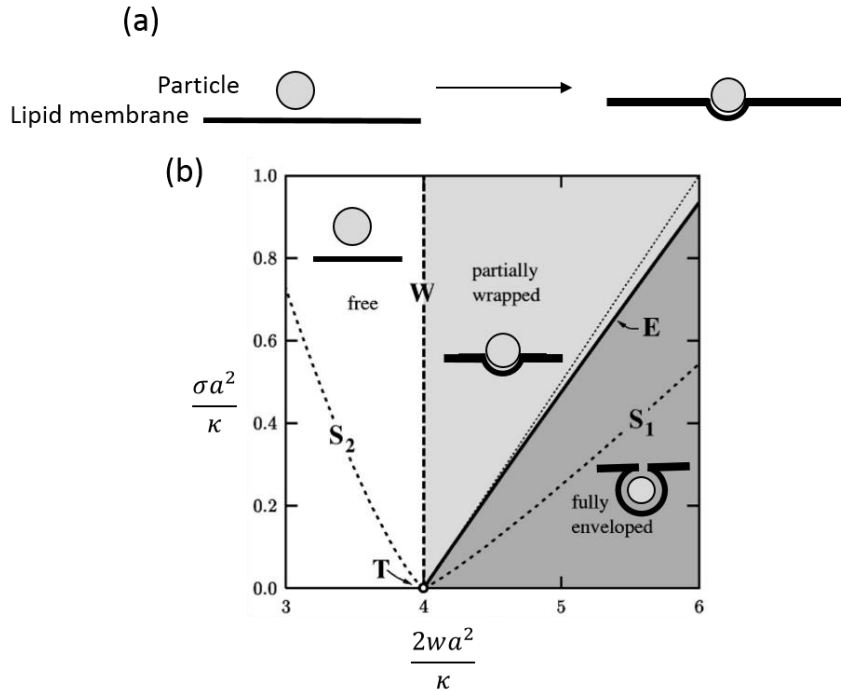 (a)
Particle
Lipid membrane
(b)
1.0
0.8
0.6
0.4
0.2
0.0
σa²/κ
free
W
partially
wrapped
E
S₂
S₁
fully
enveloped
T
3
4
5
6
2wa²/κ